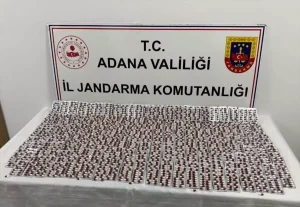 T.C.
ADANA VALİLİĞİ
İL JANDARMA KOMUTANLIĞI